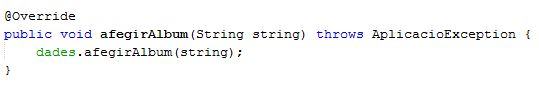 @Override
public void afegirAlbum(String string) throws AplicacioException {
    dades.afegirAlbum(string);
}